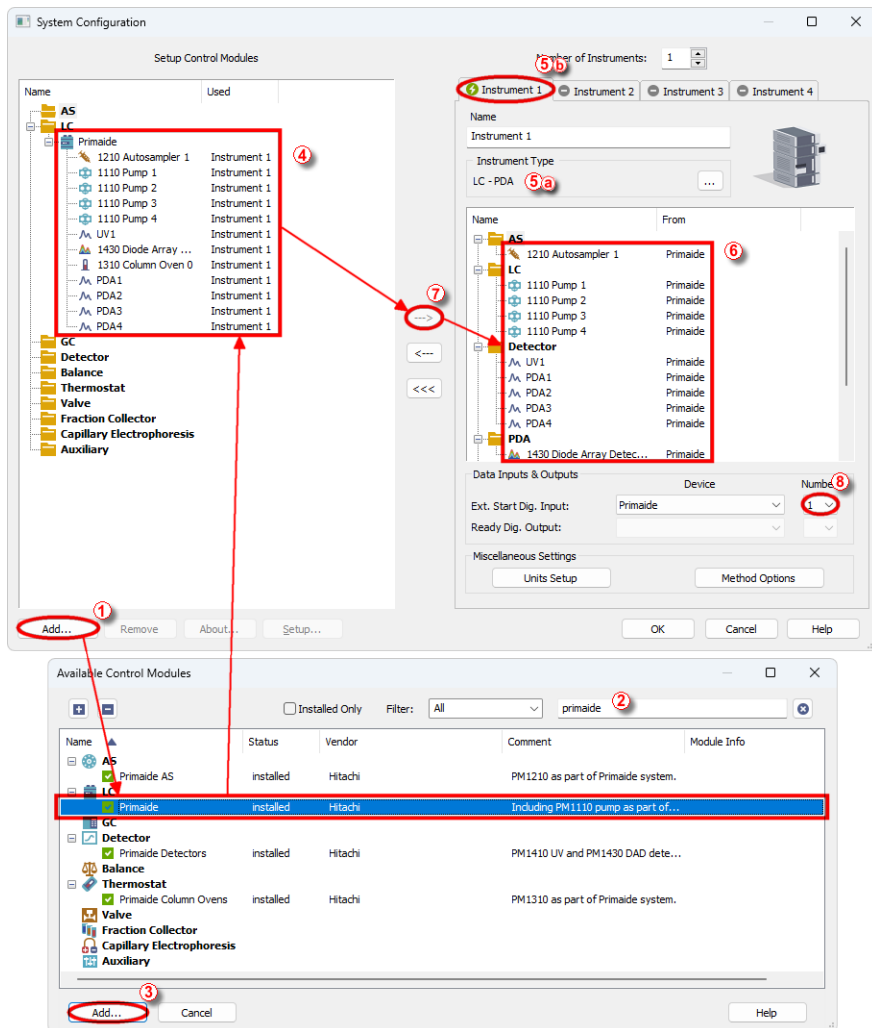 System Configuration
Setup Control Modules
Number of Instruments: 1
5 b
Name Used
AS
LC
Primaide
1210 Autosampler 1 Instrument 1
1110 Pump 1 Instrument 1
1110 Pump 2 Instrument 1
1110 Pump 3 Instrument 1
1110 Pump 4 Instrument 1
UV1 Instrument 1
1430 Diode Array ... Instrument 1
1310 Column Oven 0 Instrument 1
PDA1 Instrument 1
PDA2 Instrument 1
PDA3 Instrument 1
PDA4 Instrument 1
GC
Detector
Balance
Thermostat
Valve
Fraction Collector
Capillary Electrophoresis
Auxiliary
4
7
--->
<---
<<<
Instrument 1 Instrument 2 Instrument 3 Instrument 4
Name
Instrument 1
Instrument Type
LC - PDA 5 a ...
Name From
AS
6
1210 Autosampler 1 Primaide
LC
1110 Pump 1 Primaide
1110 Pump 2 Primaide
1110 Pump 3 Primaide
1110 Pump 4 Primaide
Detector
UV1 Primaide
PDA1 Primaide
PDA2 Primaide
PDA3 Primaide
PDA4 Primaide
PDA
1430 Diode Array Detec... Primaide
Data Inputs & Outputs
Device Number
8
Ext. Start Dig. Input: Primaide 1
Ready Dig. Output:
Miscellaneous Settings
Units Setup Method Options
1
Add... Remove About... Setup...
OK Cancel Help
Available Control Modules
Installed Only Filter: All primaide 2
Name Status Vendor Comment Module Info
AS
Primaide AS installed Hitachi PM1210 as part of Primaide system.
LC
Primaide installed Hitachi Including PM1110 pump as part of...
GC
Detector
Primaide Detectors installed Hitachi PM1410 UV and PM1430 DAD dete...
Balance
Thermostat
Primaide Column Ovens installed Hitachi PM1310 as part of Primaide system.
Valve
Fraction Collector
Capillary Electrophoresis
Auxiliary
3
Add... Cancel Help